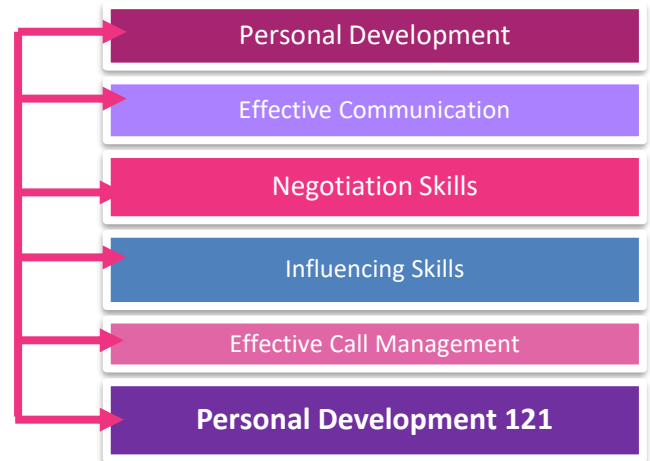 Personal Development
Effective Communication
Negotiation Skills
Influencing Skills
Effective Call Management
Personal Development 121